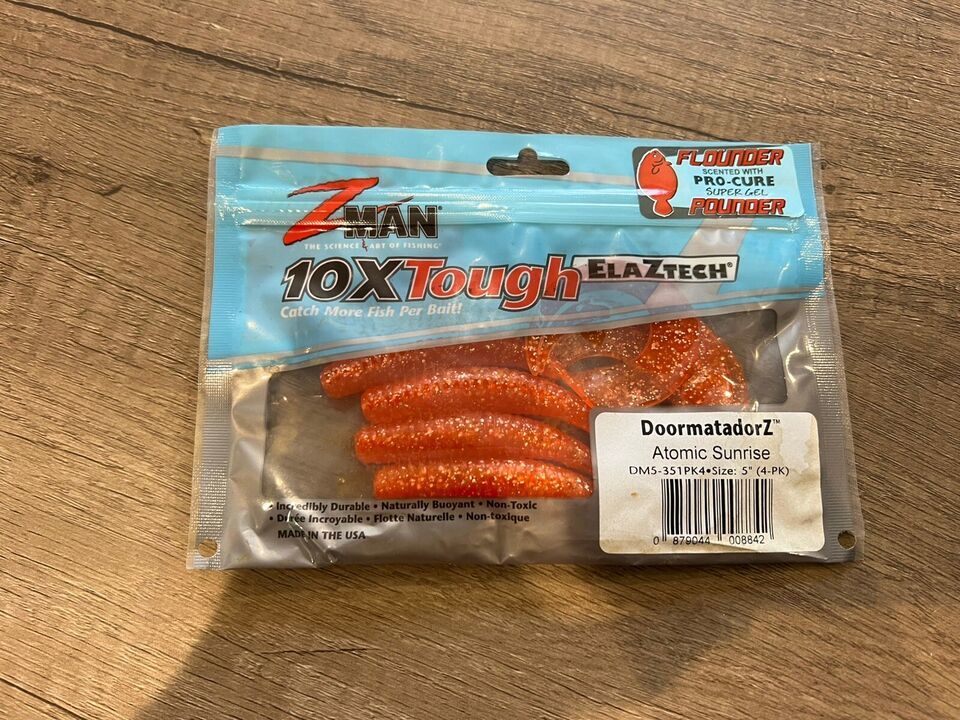 FLOUNDER
SCENTED WITH
PRO-CURE
SUPER GEL
POUNDER
ZMAN®
THE SCIENCE & ART OF FISHING®
10XTough ELAZTECH®
Catch More Fish Per Bait!
DoormatadorZ™
Atomic Sunrise
DM5-351PK4•Size: 5" (4-PK)
0 879044 008842
• Incredibly Durable • Naturally Buoyant • Non-Toxic
• Durée Incroyable • Flotte Naturelle • Non-toxique
MADE IN THE USA